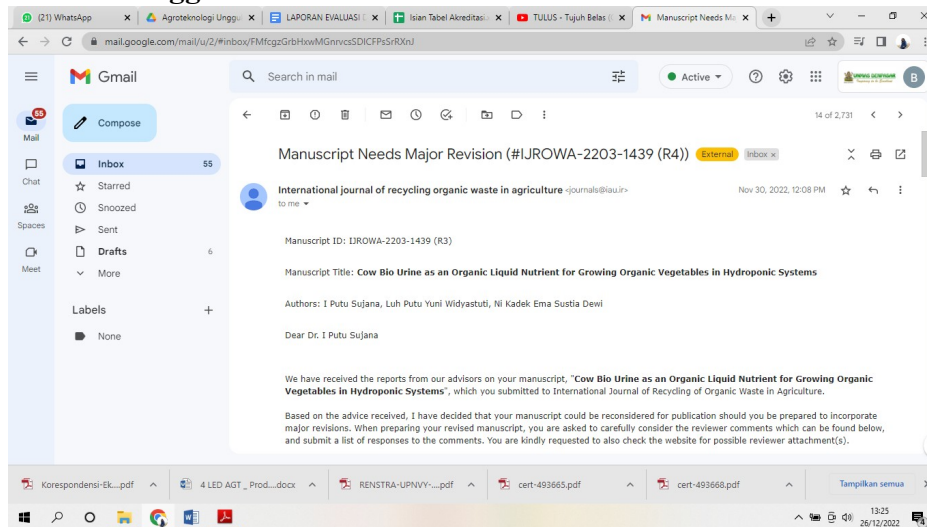 (21) WhatsApp
Agroteknologi Unggu
LAPORAN EVALUASI
Isian Tabel Akreditasi
TULUS - Tujuh Belas (
Manuscript Needs Ma
mail.google.com/mail/u/2/#inbox/FMfcgzGrbHxwMGnrvcsSDlCFPsSrRXnJ
Gmail
Search in mail
Active
B
55
Mail
Chat
Spaces
Meet
Compose
Inbox 55
Starred
Snoozed
Sent
Drafts 6
More
Labels
None
14 of 2,731
Manuscript Needs Major Revision (#IJROWA-2203-1439 (R4)) External Inbox x
International journal of recycling organic waste in agriculture <journals@iau.ir> Nov 30, 2022, 12:08 PM
to me
Manuscript ID: IJROWA-2203-1439 (R3)
Manuscript Title: Cow Bio Urine as an Organic Liquid Nutrient for Growing Organic Vegetables in Hydroponic Systems
Authors: I Putu Sujana, Luh Putu Yuni Widyastuti, Ni Kadek Ema Sustia Dewi
Dear Dr. I Putu Sujana
We have received the reports from our advisors on your manuscript, "Cow Bio Urine as an Organic Liquid Nutrient for Growing Organic
Vegetables in Hydroponic Systems", which you submitted to International Journal of Recycling of Organic Waste in Agriculture.
Based on the advice received, I have decided that your manuscript could be reconsidered for publication should you be prepared to incorporate
major revisions. When preparing your revised manuscript, you are asked to carefully consider the reviewer comments which can be found below,
and submit a list of responses to the comments. You are kindly requested to also check the website for possible reviewer attachment(s).
Korespondensi-Ek....pdf
4 LED AGT _ Prod....docx
RENSTRA-UPNVY-....pdf
cert-493665.pdf
cert-493668.pdf
Tampilkan semua
13:25
26/12/2022
4